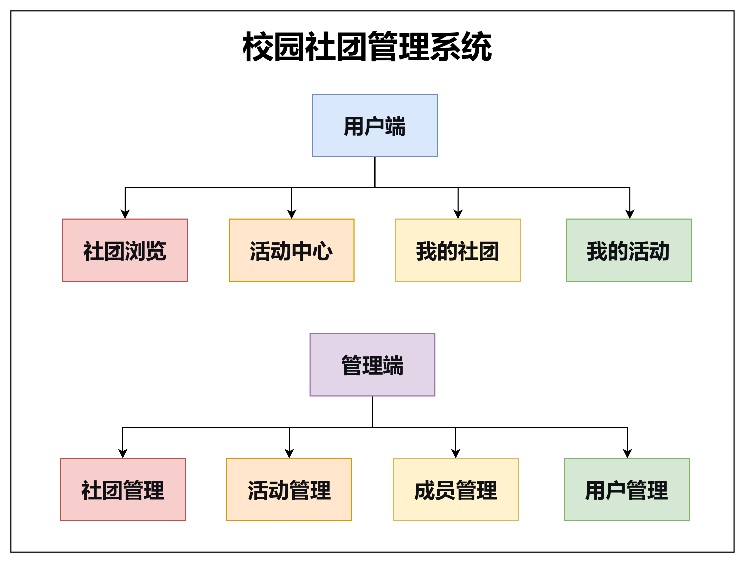 校园社团管理系统
用户端
社团浏览
活动中心
我的社团
我的活动
管理端
社团管理
活动管理
成员管理
用户管理